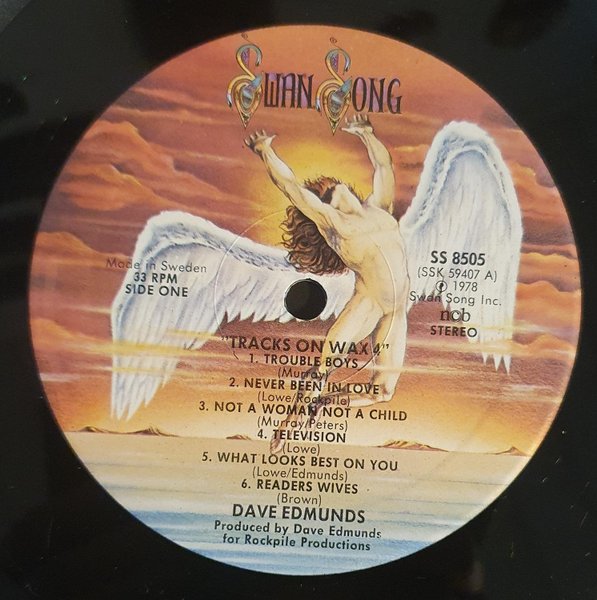 SWAN SONG
Made in Sweden
33 RPM
SIDE ONE
SS 8505
(SSK 59407 A)
Ⓟ 1978
Swan Song Inc.
ncb
STEREO
"TRACKS ON WAX 4"
1. TROUBLE BOYS
(Murray)
2. NEVER BEEN IN LOVE
(Lowe/Rockpile)
3. NOT A WOMAN NOT A CHILD
(Murray/Peters)
4. TELEVISION
(Lowe)
5. WHAT LOOKS BEST ON YOU
(Lowe/Edmunds)
6. READERS WIVES
(Brown)
DAVE EDMUNDS
Produced by Dave Edmunds
for Rockpile Productions